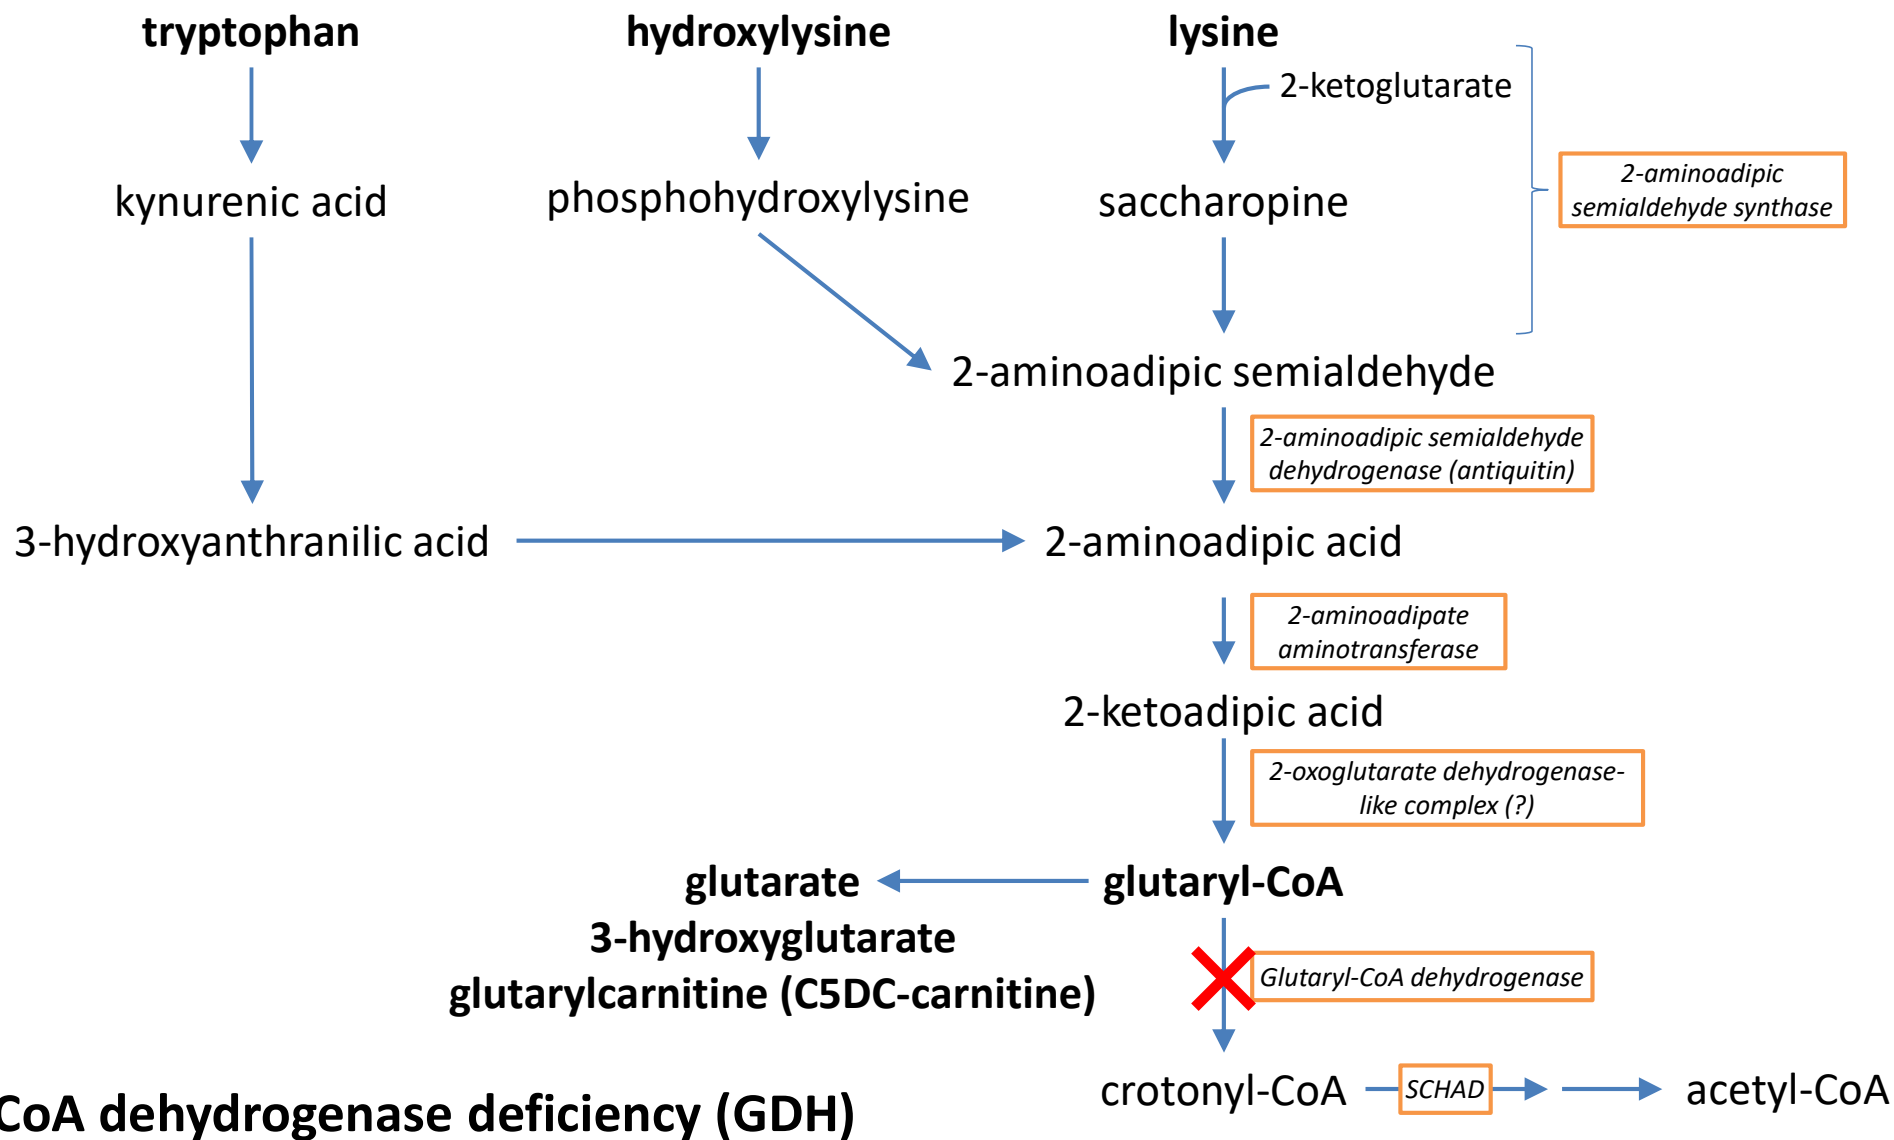 tryptophan
hydroxylysine
lysine
2-ketoglutarate
kynurenic acid
phosphohydroxylysine
saccharopine
2-aminoadipic
semialdehyde synthase
2-aminoadipic semialdehyde
2-aminoadipic semialdehyde
dehydrogenase (antiquitin)
3-hydroxyanthranilic acid
2-aminoadipic acid
2-aminoadipate
aminotransferase
2-ketoadipic acid
2-oxoglutarate dehydrogenase-
like complex (?)
glutarate
glutaryl-CoA
3-hydroxyglutarate
glutarylcarnitine (C5DC-carnitine)
Glutaryl-CoA dehydrogenase
crotonyl-CoA
SCHAD
acetyl-CoA
CoA dehydrogenase deficiency (GDH)